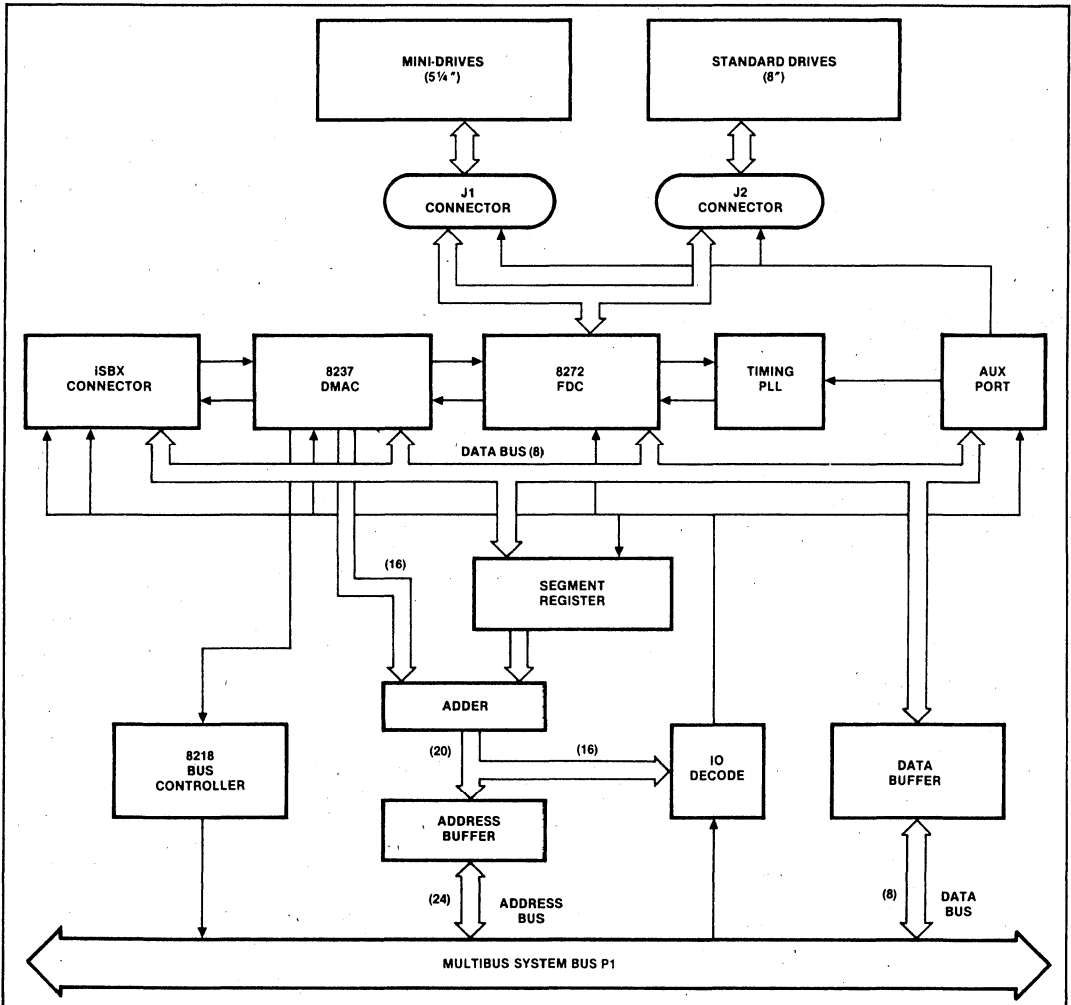 MINI-DRIVES
(5¼")
STANDARD DRIVES
(8")
J1
CONNECTOR
J2
CONNECTOR
iSBX
CONNECTOR
8237
DMAC
8272
FDC
TIMING
PLL
AUX
PORT
DATA BUS (8)
(16)
SEGMENT
REGISTER
ADDER
8218
BUS
CONTROLLER
(20)
(16)
IO
DECODE
DATA
BUFFER
ADDRESS
BUFFER
(24)
ADDRESS
BUS
(8)
DATA
BUS
MULTIBUS SYSTEM BUS P1